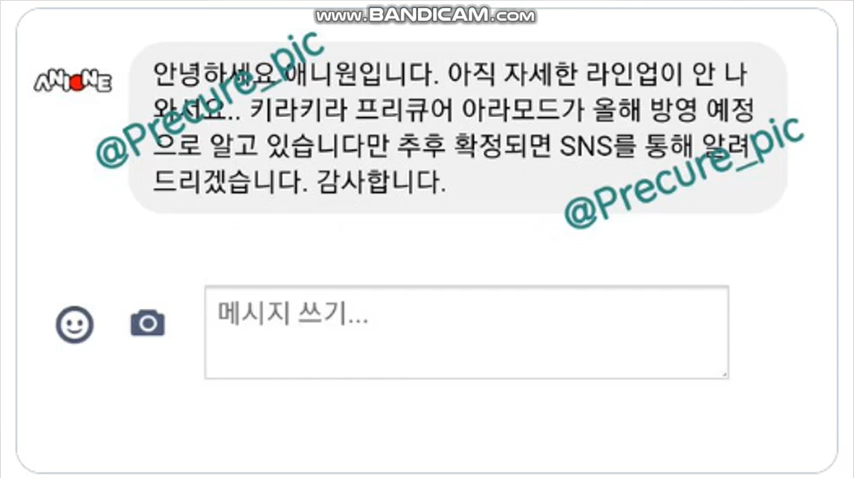 www.BANDICAM.com
ANIONE
안녕하세요 애니원입니다. 아직 자세한 라인업이 안 나
와서요.. 키라키라 프리큐어 아라모드가 올해 방영 예정
으로 알고 있습니다만 추후 확정되면 SNS를 통해 알려
드리겠습니다. 감사합니다.
@Precure_pic
@Precure_pic
메시지 쓰기...